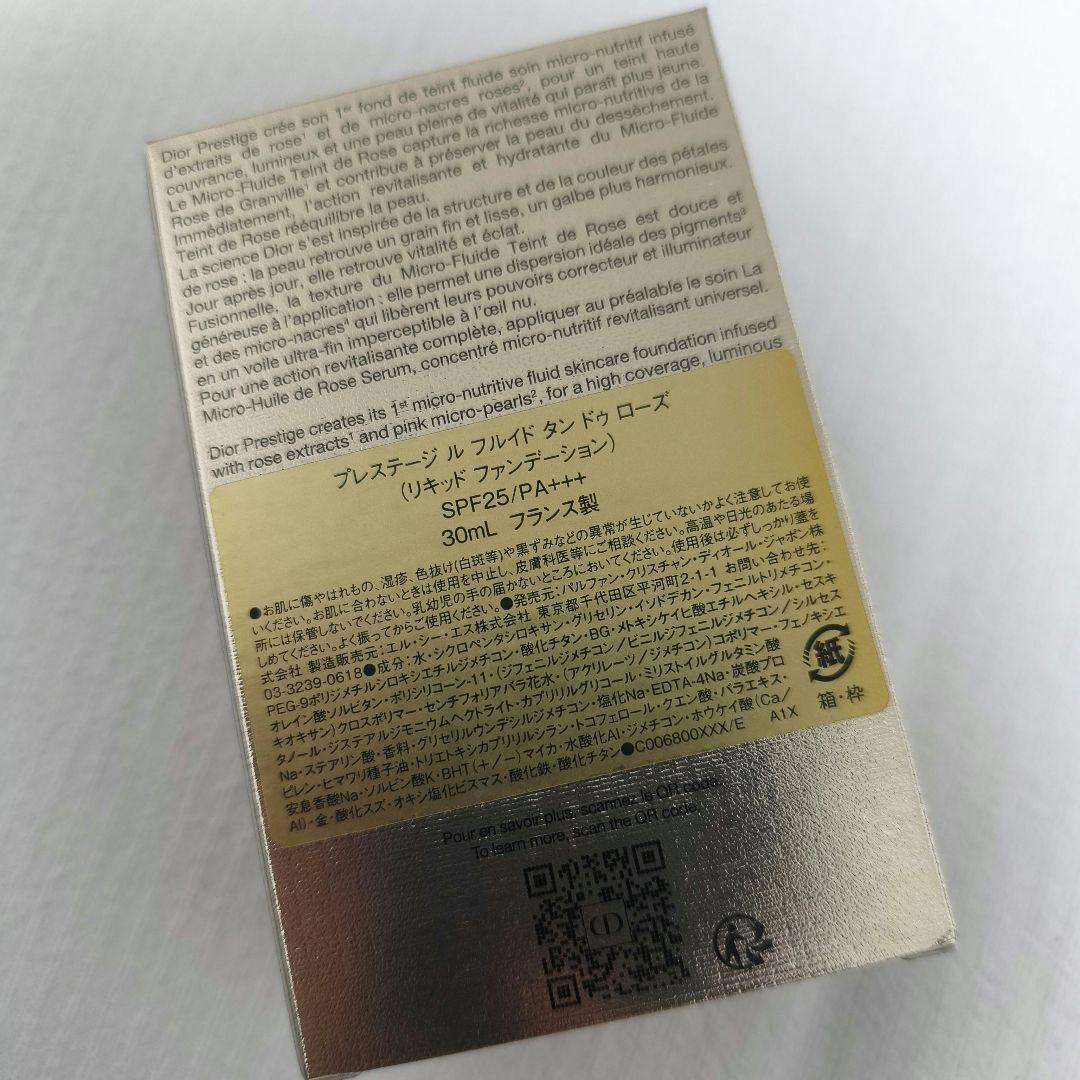 Dior Prestige crée son 1er fond de teint fluide soin micro-nutritif infusé
d'extraits de rose¹ et de micro-nacres roses², pour un teint haute
couvrance, lumineux et une peau pleine de vitalité qui paraît plus jeune.
Le Micro-Fluide Teint de Rose capture la richesse micro-nutritive de la
Rose de Granville¹ et contribue à préserver la peau du dessèchement.
Immédiatement, l'action revitalisante et hydratante du Micro-Fluide
Teint de Rose rééquilibre la peau.
La science Dior s'est inspirée de la structure et de la couleur des pétales
de rose : la peau retrouve un grain fin et lisse, un galbe plus harmonieux.
Jour après jour, elle retrouve vitalité et éclat.
Fusionnelle, la texture du Micro-Fluide Teint de Rose est douce et
généreuse à l'application : elle permet une dispersion idéale des pigments³
et des micro-nacres⁴ qui libèrent leurs pouvoirs correcteur et illuminateur
en un voile ultra-fin imperceptible à l'œil nu.
Pour une action revitalisante complète, appliquer au préalable le soin La
Micro-Huile de Rose Serum, concentré micro-nutritif revitalisant universel.
Dior Prestige creates its 1st micro-nutritive fluid skincare foundation infused
with rose extracts¹ and pink micro-pearls², for a high coverage, luminous
プレステージ ル フルイド タン ドゥ ローズ
(リキッド ファンデーション)
SPF25/PA+++
30mL フランス製
●お肌に傷やはれもの、湿疹、色抜け(白斑等)や黒ずみなどの異常が生じていないかよく注意してお使
いください。お肌に合わないときは使用を中止し、皮膚科医等にご相談ください。高温や日光のあたる場
所には保管しないでください。乳幼児の手の届かないところにおいてください。使用後は必ずしっかり蓋を
しめてください。よく振ってからご使用ください。●発売元:パルファン・クリスチャン・ディオール・ジャポン株
式会社 製造販売元:エル・シー・エス株式会社 東京都千代田区平河町2-1-1 お問い合わせ先:
03-3239-0618●成分:水・シクロペンタシロキサン・グリセリン・イソドデカン・フェニルトリメチコン・
PEG-9ポリジメチルシロキシエチルジメチコン・酸化チタン・BG・メトキシケイヒ酸エチルヘキシル・セスキ
オレイン酸ソルビタン・ポリシリコーン-11・(ジフェニルジメチコン/ビニルジフェニルジメチコン/シルセス
キオキサン)クロスポリマー・センチフォリアバラ花水・(アクリレーツ/ジメチコン)コポリマー・フェノキシエ
タノール・ジステアルジモニウムヘクトライト・カプリリルグリコール・ミリストイルグルタミン酸
Na・ステアリン酸・香料・グリセリルウンデシルジメチコン・塩化Na・EDTA-4Na・炭酸プロ
ピレン・ヒマワリ種子油・トリエトキシカプリリルシラン・トコフェロール・クエン酸・パラエキス・
安息香酸Na・ソルビン酸K・BHT(+/-)マイカ・水酸化Al・ジメチコン・ホウケイ酸(Ca/
Al)・金・酸化スズ・オキシ塩化ビスマス・酸化鉄・酸化チタン●C006800XXX/E A1X
紙
箱・枠
Pour en savoir plus, scannez le QR code.
To learn more, scan the QR code.
CD